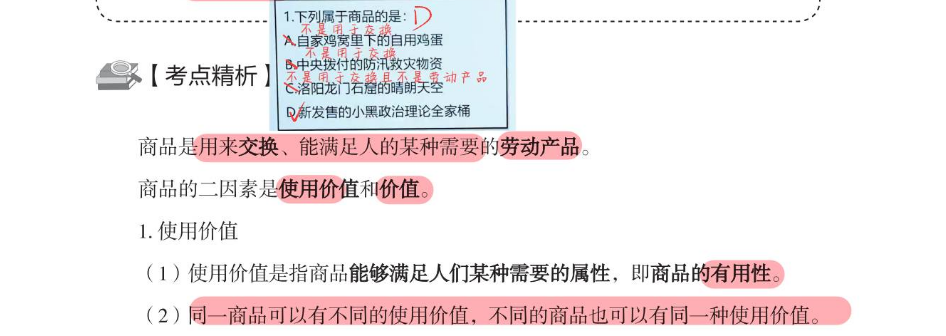 1.下列属于商品的是：D
不是用于交换
A.自家鸡窝里下的自用鸡蛋
不是用于交换
B.中央拨付的防汛救灾物资
不是用于交换且不是劳动产品
C.洛阳龙门石窟的晴朗天空
D.新发售的小黑政治理论全家桶
【考点精析】
商品是用来交换、能满足人的某种需要的劳动产品。
商品的二因素是使用价值和价值。
1. 使用价值
（1）使用价值是指商品能够满足人们某种需要的属性，即商品的有用性。
（2）同一商品可以有不同的使用价值，不同的商品也可以有同一种使用价值。